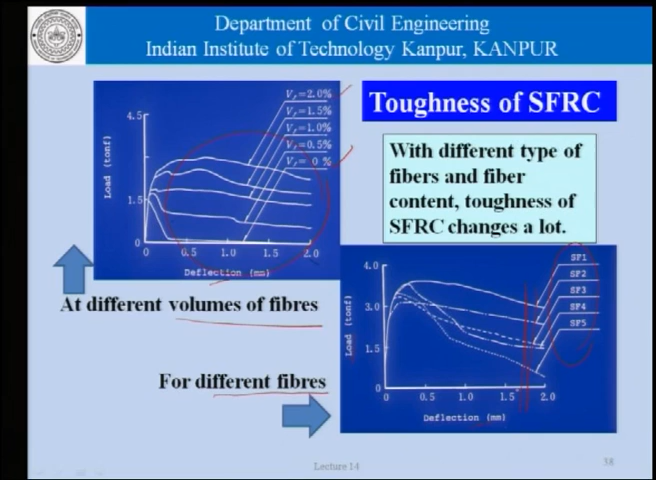 Department of Civil Engineering
Indian Institute of Technology Kanpur, KANPUR
Toughness of SFRC
With different type of
fibers and fiber
content, toughness of
SFRC changes a lot.
Load (tonf)
4.5
1.5
0
0 0.5 1.0 1.5 2.0
Deflection (mm)
Vf=2.0%
Vf=1.5%
Vf=1.0%
Vf=0.5%
Vf= 0 %
At different volumes of fibres
For different fibres
Load (tonf)
4.0
3.0
1.5
0
0 0.5 1.0 1.5 2.0
Deflection (mm)
SF1
SF2
SF3
SF4
SF5
Lecture 14
38